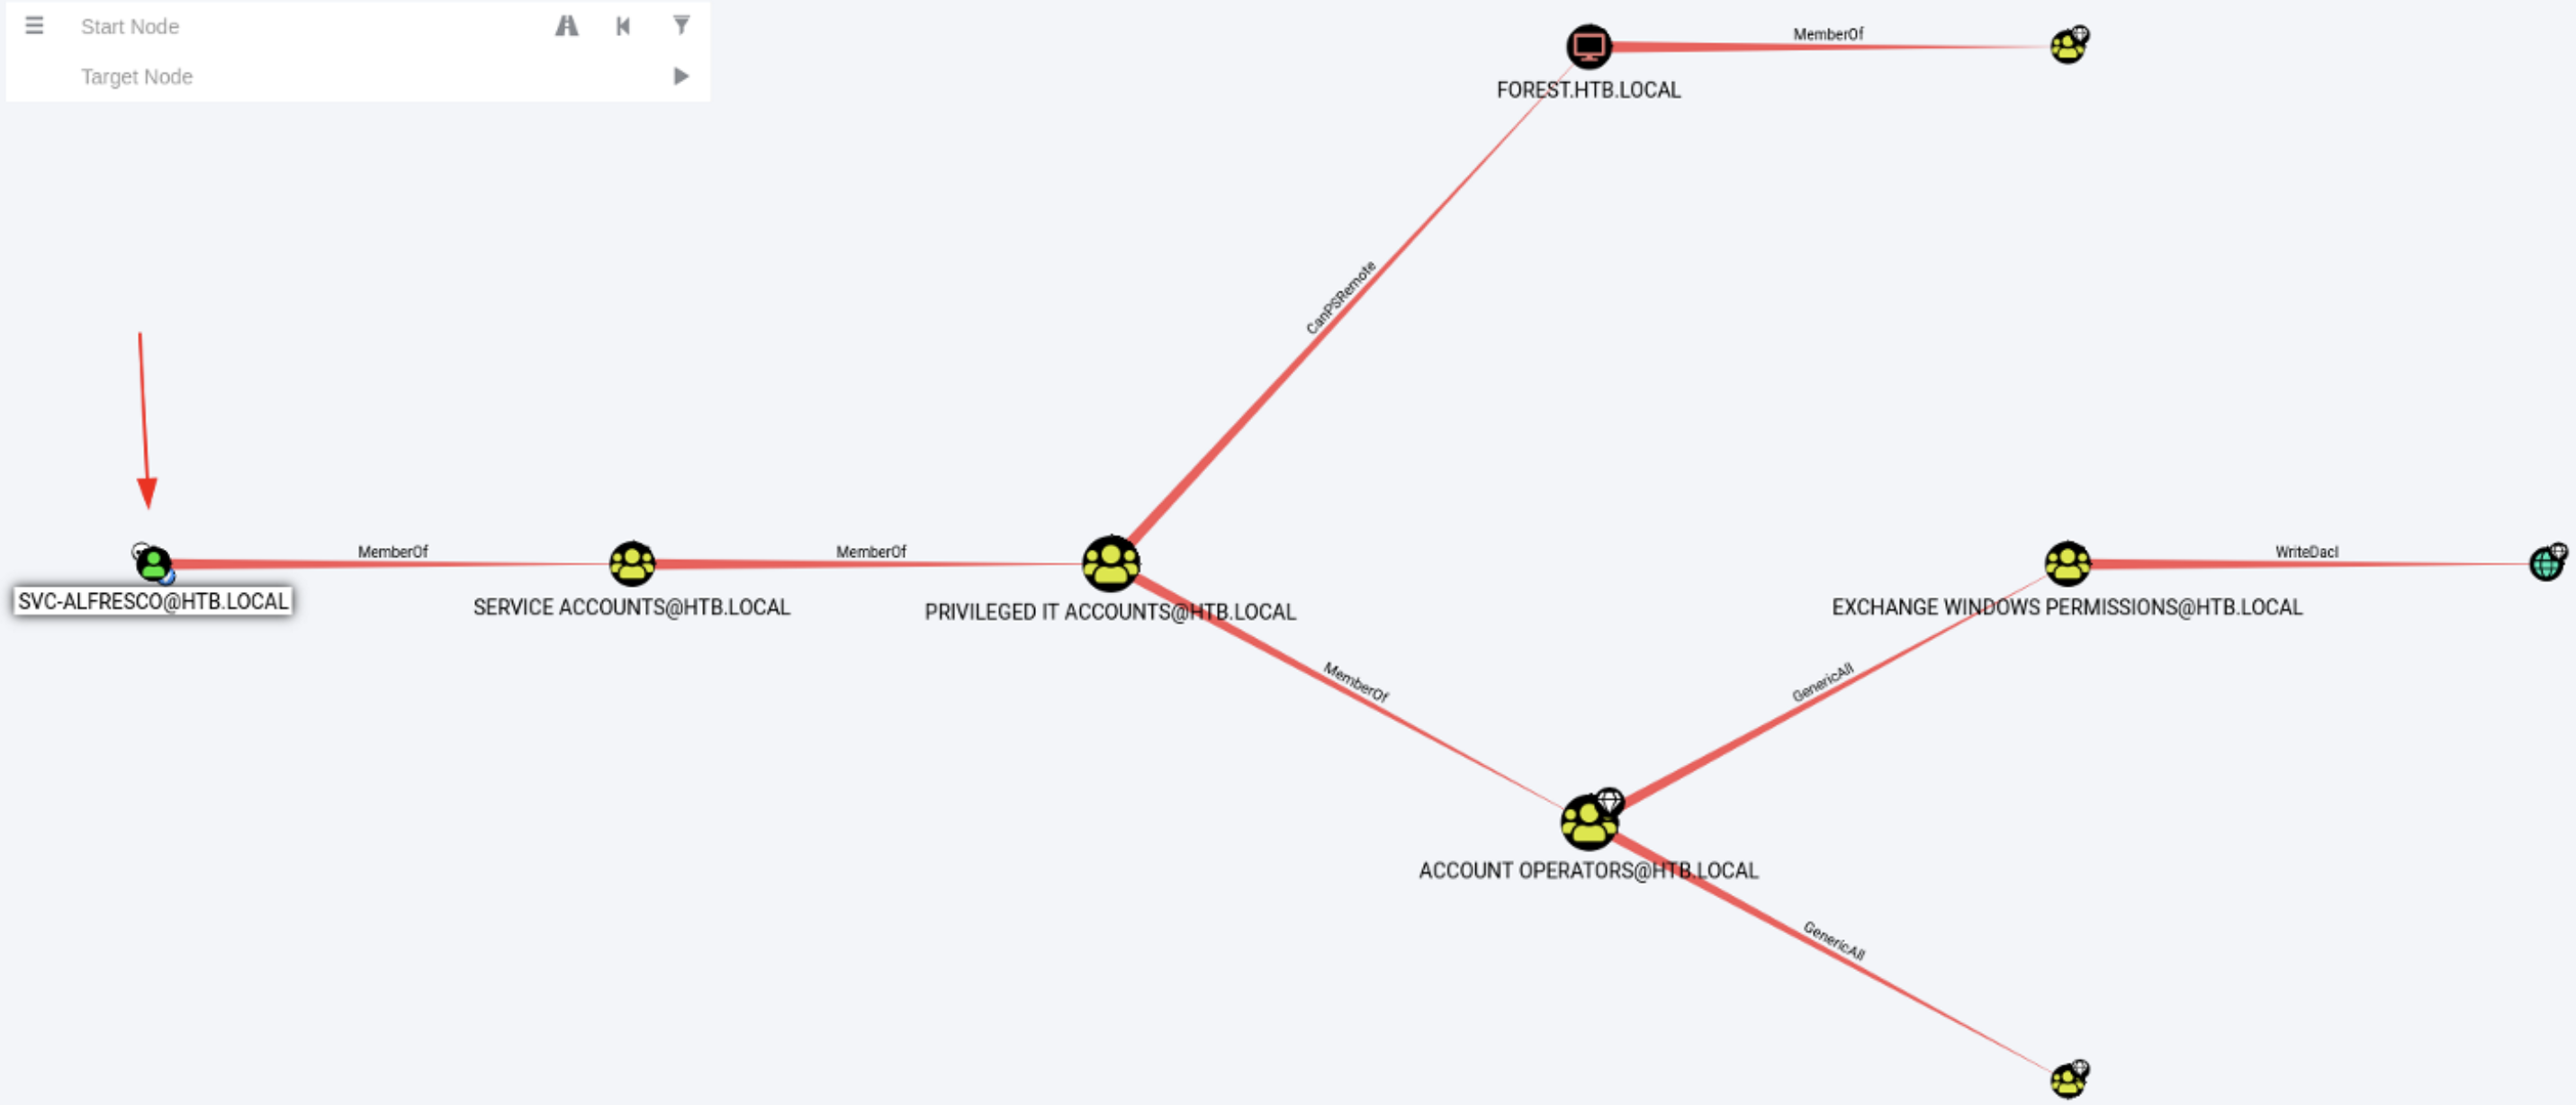 Start Node
Target Node
MemberOf
FOREST.HTB.LOCAL
CanPSRemote
MemberOf
MemberOf
WriteDacl
SVC-ALFRESCO@HTB.LOCAL
SERVICE ACCOUNTS@HTB.LOCAL
PRIVILEGED IT ACCOUNTS@HTB.LOCAL
EXCHANGE WINDOWS PERMISSIONS@HTB.LOCAL
MemberOf
GenericAll
ACCOUNT OPERATORS@HTB.LOCAL
GenericAll